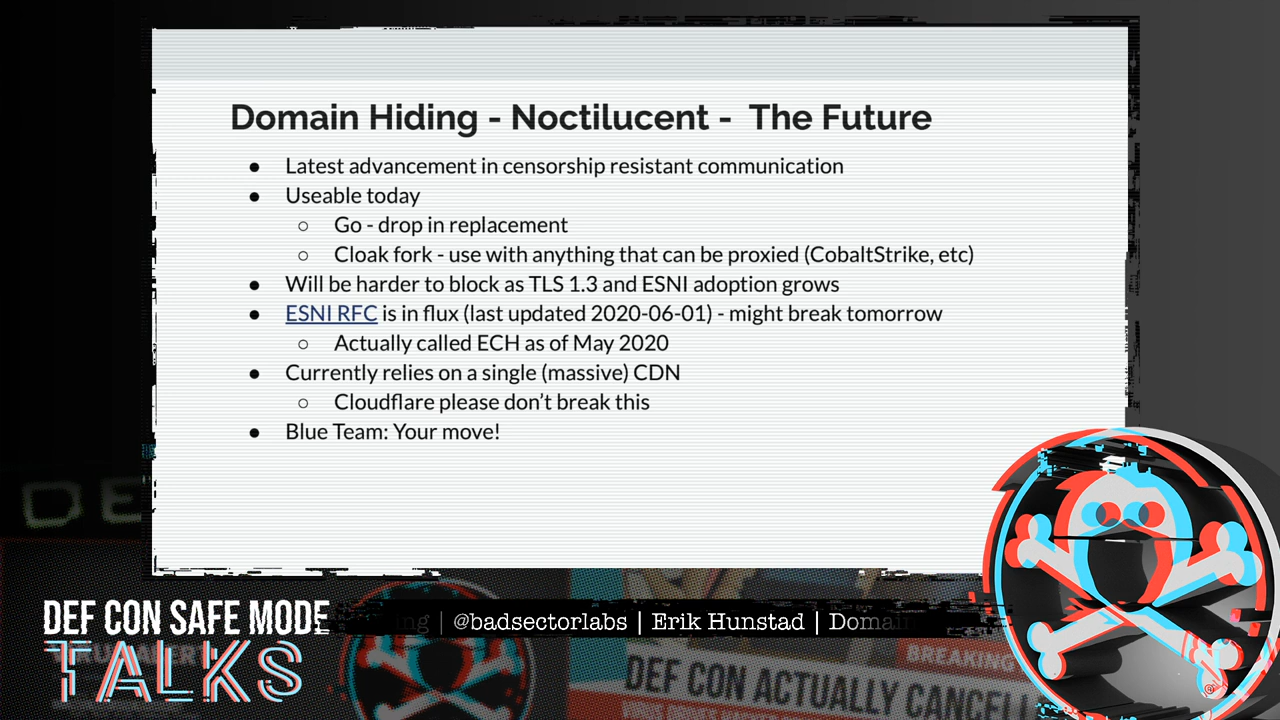 Domain Hiding - Noctilucent - The Future
● Latest advancement in censorship resistant communication
● Useable today
○ Go - drop in replacement
○ Cloak fork - use with anything that can be proxied (CobaltStrike, etc)
● Will be harder to block as TLS 1.3 and ESNI adoption grows
● ESNI RFC is in flux (last updated 2020-06-01) - might break tomorrow
○ Actually called ECH as of May 2020
● Currently relies on a single (massive) CDN
○ Cloudflare please don't break this
● Blue Team: Your move!
DE
DEF CON SAFE MODE
TALKS
| @badsectorlabs | Erik Hunstad | Domain
BREAKING
DEF CON ACTUALLY CANCELL